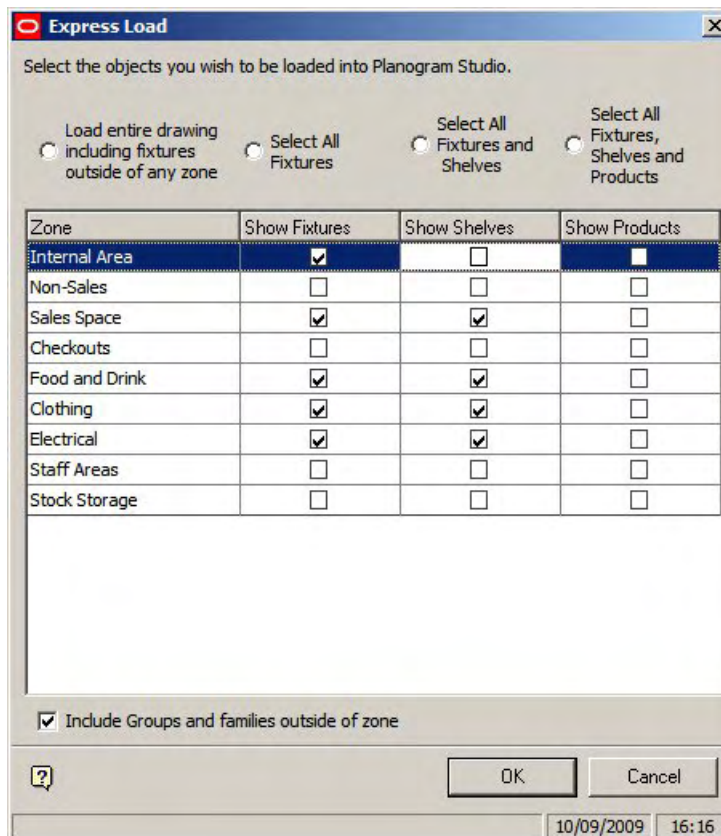 Express Load
Select the objects you wish to be loaded into Planogram Studio.
Load entire drawing
including fixtures
outside of any zone
Select All
Fixtures
Select All
Fixtures and
Shelves
Select All
Fixtures,
Shelves and
Products
Zone Show Fixtures Show Shelves Show Products
Internal Area
Non-Sales
Sales Space
Checkouts
Food and Drink
Clothing
Electrical
Staff Areas
Stock Storage
Include Groups and families outside of zone
OK Cancel
10/09/2009 16:16